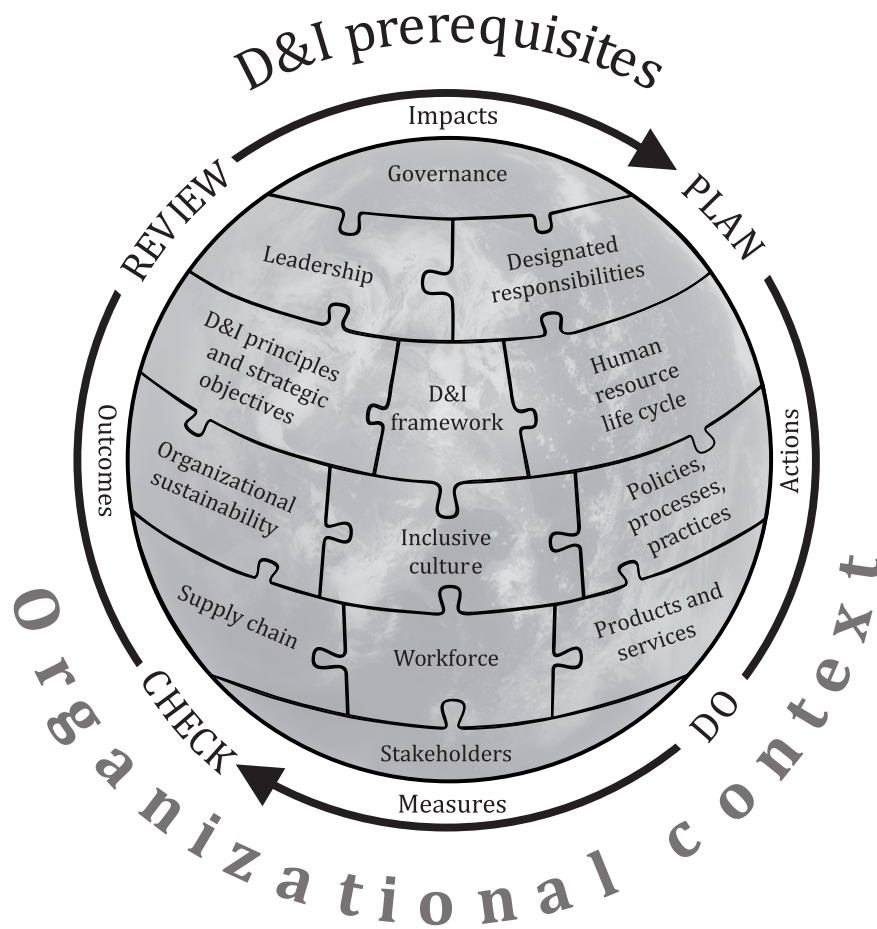 D&I prerequisites
Impacts
Governance
REVIEW
PLAN
Leadership
Designated
responsibilities
D&I principles
and strategic
objectives
D&I
framework
Human
resource
life cycle
Outcomes
Actions
Organizational
sustainability
Inclusive
culture
Policies,
processes,
practices
Supply chain
Workforce
Products and
services
CHECK
DO
Stakeholders
Measures
Organizational context